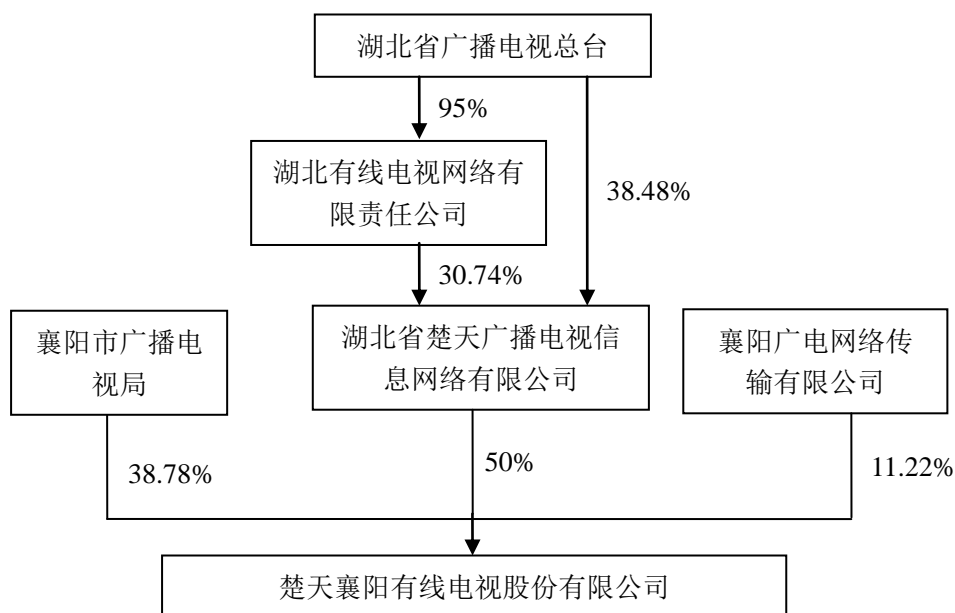 湖北省广播电视总台
95%
湖北有线电视网络有
限责任公司
38.48%
30.74%
襄阳市广播电
视局
湖北省楚天广播电视信
息网络有限公司
襄阳广电网络传
输有限公司
38.78%
50%
11.22%
楚天襄阳有线电视股份有限公司